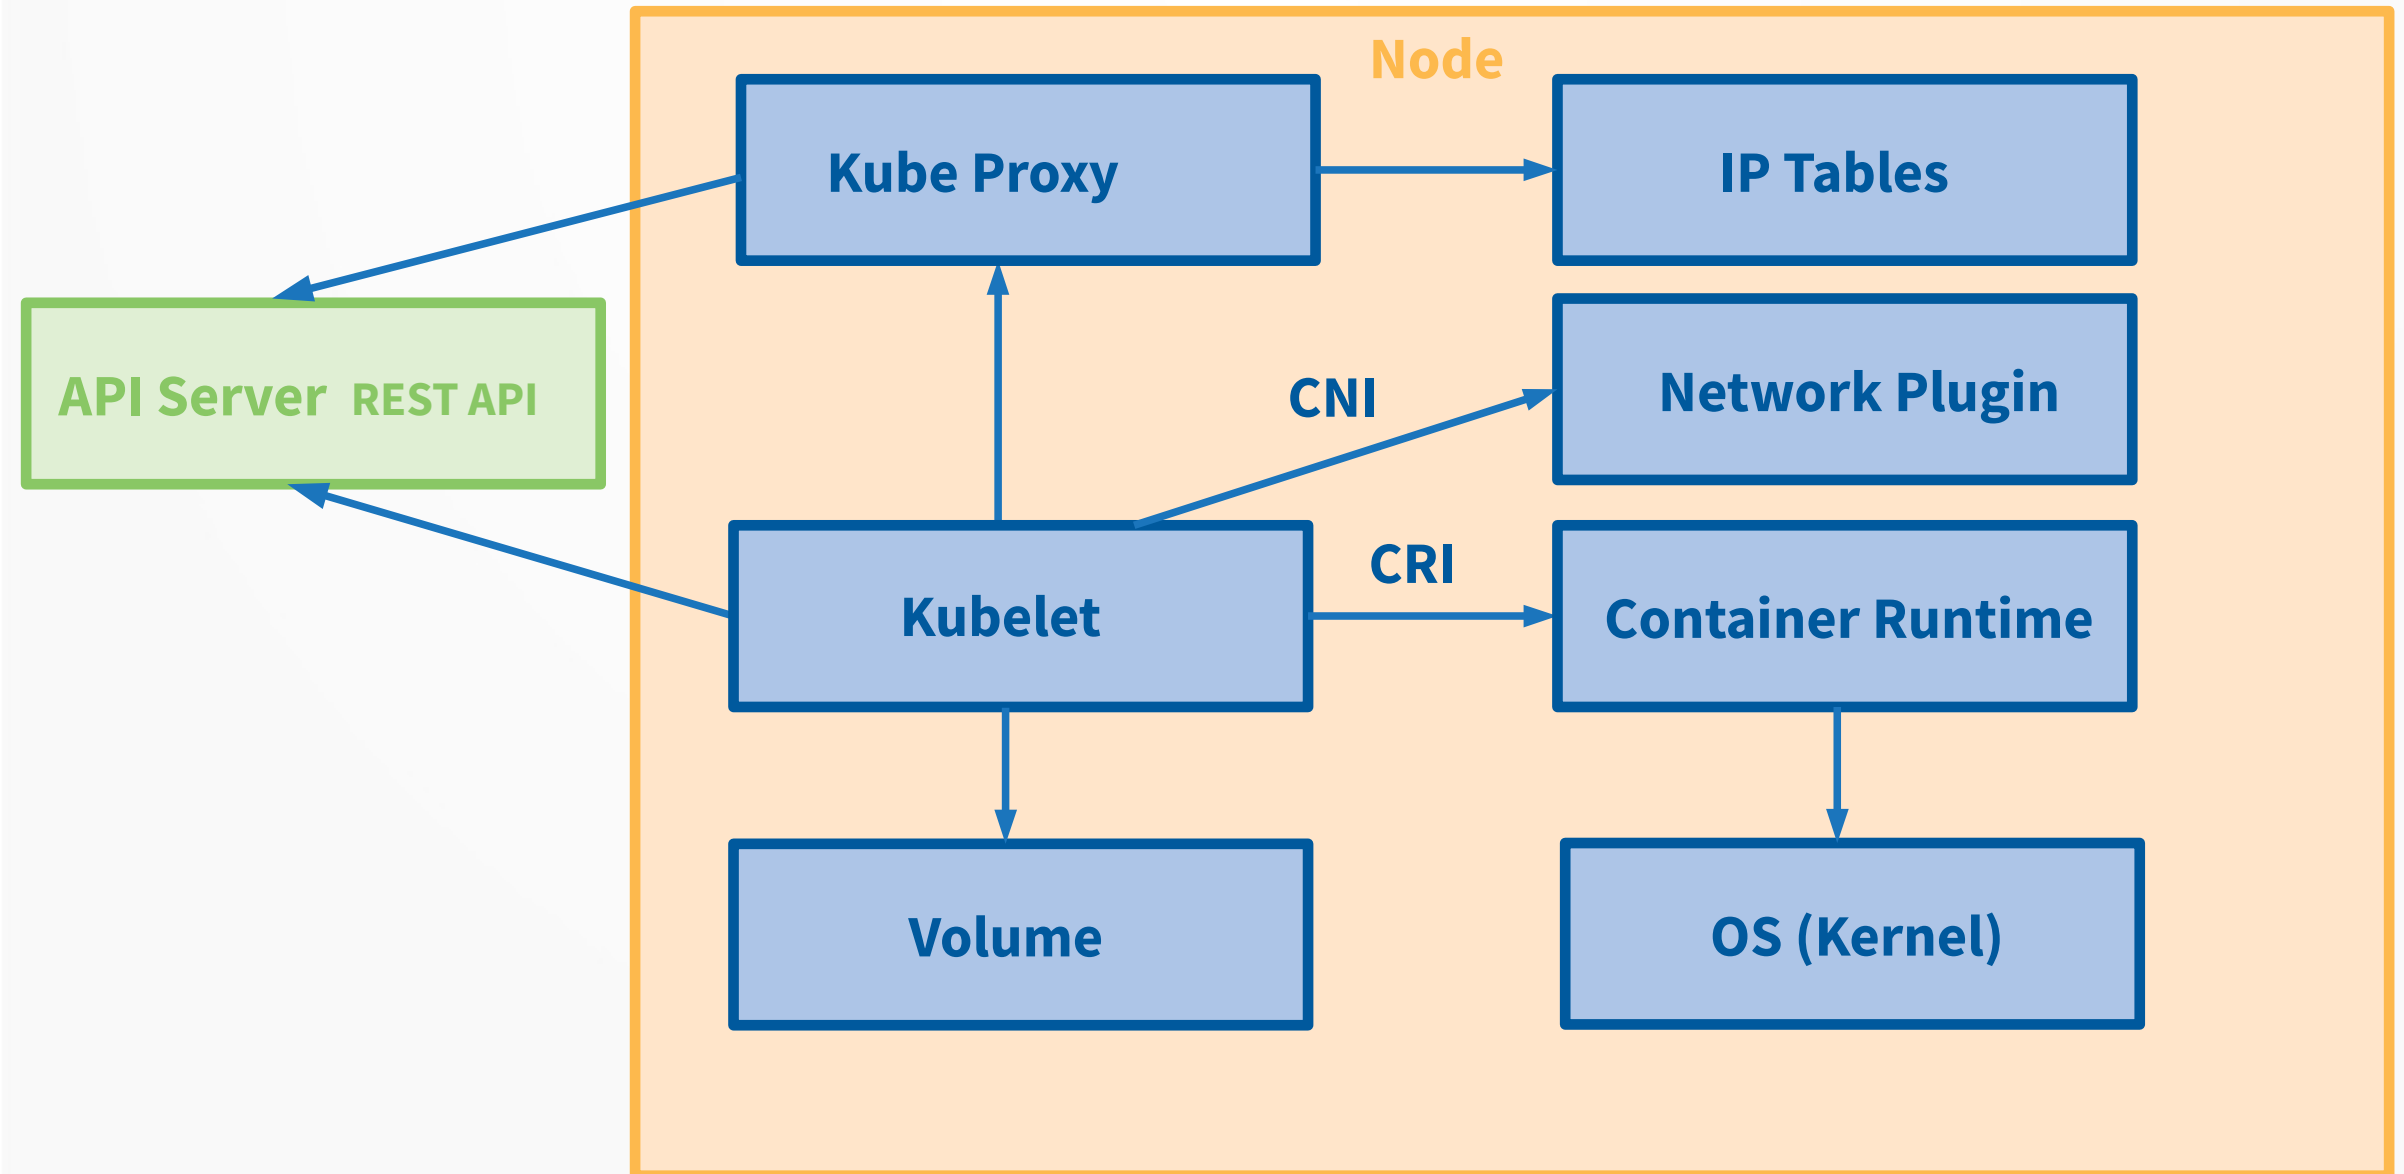 Node
Kube Proxy
IP Tables
API Server REST API
CNI
Network Plugin
CRI
Kubelet
Container Runtime
Volume
OS (Kernel)